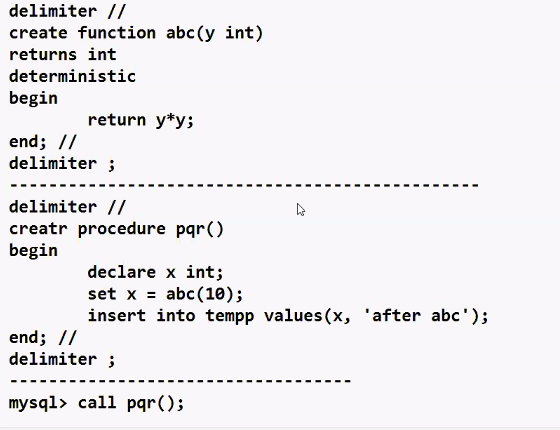 delimiter //
create function abc(y int)
returns int
deterministic
begin
return y*y;
end; //
delimiter ;
------------------------------------------------
delimiter //
creatr procedure pqr()
begin
declare x int;
set x = abc(10);
insert into tempp values(x, 'after abc');
end; //
delimiter ;
-----------------------------------
mysql> call pqr();